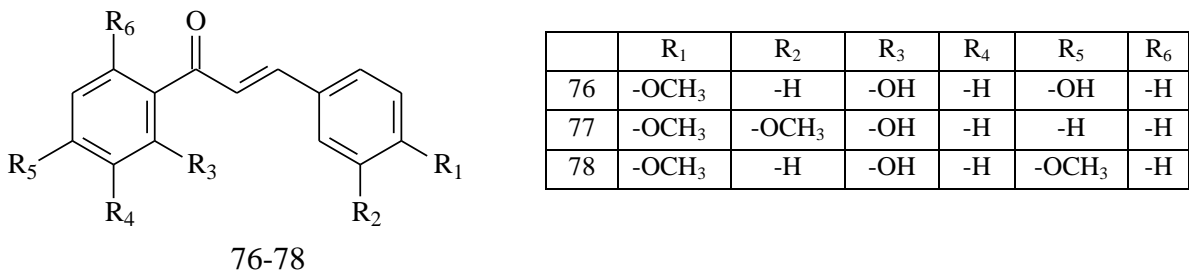 R6
O
R5
R4
R3
R2
R1
76-78
R1 R2 R3 R4 R5 R6
76 -OCH3 -H -OH -H -OH -H
77 -OCH3 -OCH3 -OH -H -H -H
78 -OCH3 -H -OH -H -OCH3 -H